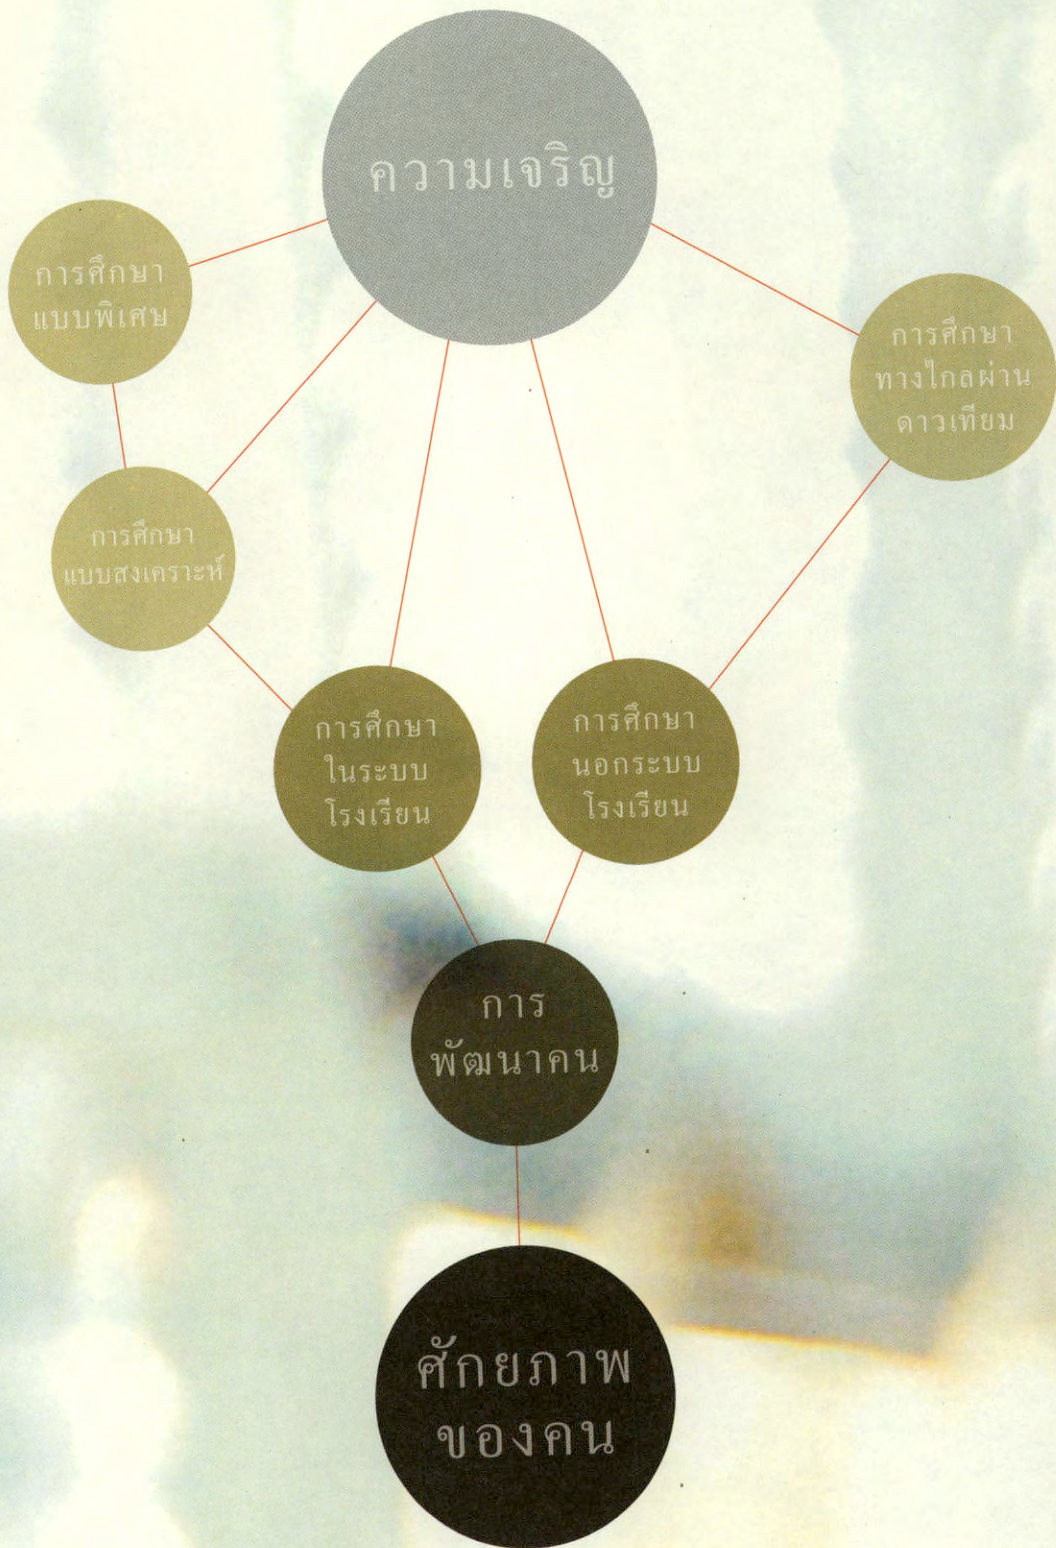 ความเจริญ
การศึกษา
แบบพิเศษ
การศึกษา
ทางไกลผ่าน
ดาวเทียม
การศึกษา
แบบสงเคราะห์
การศึกษา
ในระบบ
โรงเรียน
การศึกษา
นอกระบบ
โรงเรียน
การ
พัฒนาคน
ศักยภาพ
ของคน